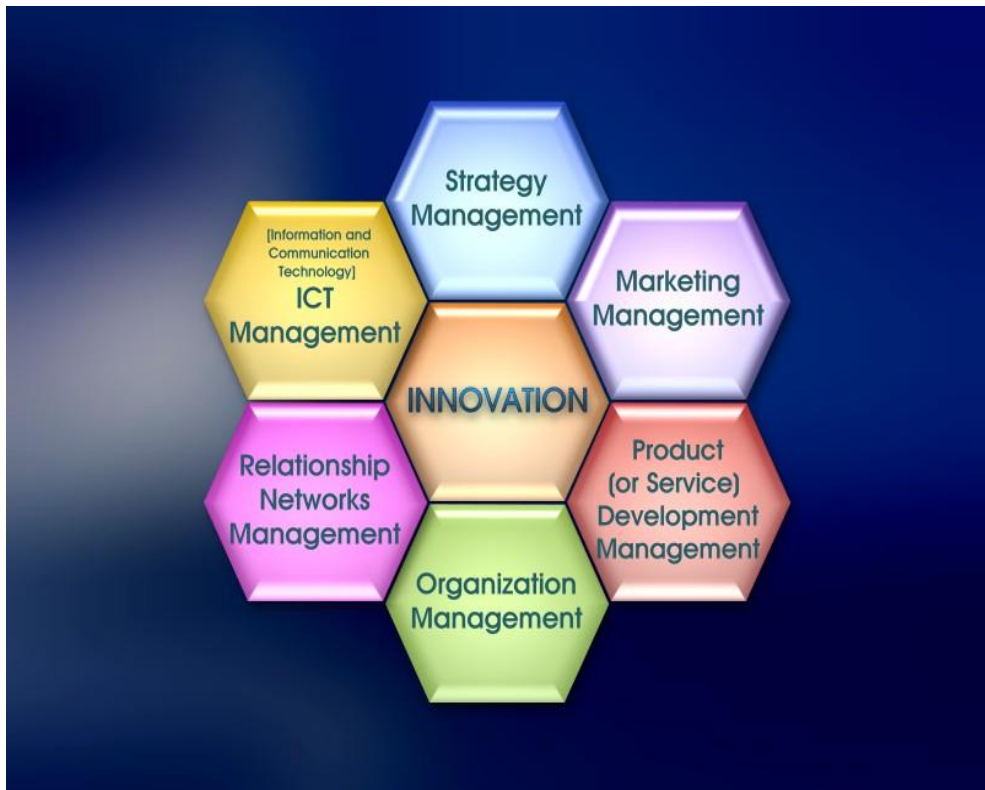 Strategy
Management
[Information and
Communication
Technology]
ICT
Management
Marketing
Management
INNOVATION
Relationship
Networks
Management
Product
(or Service)
Development
Management
Organization
Management